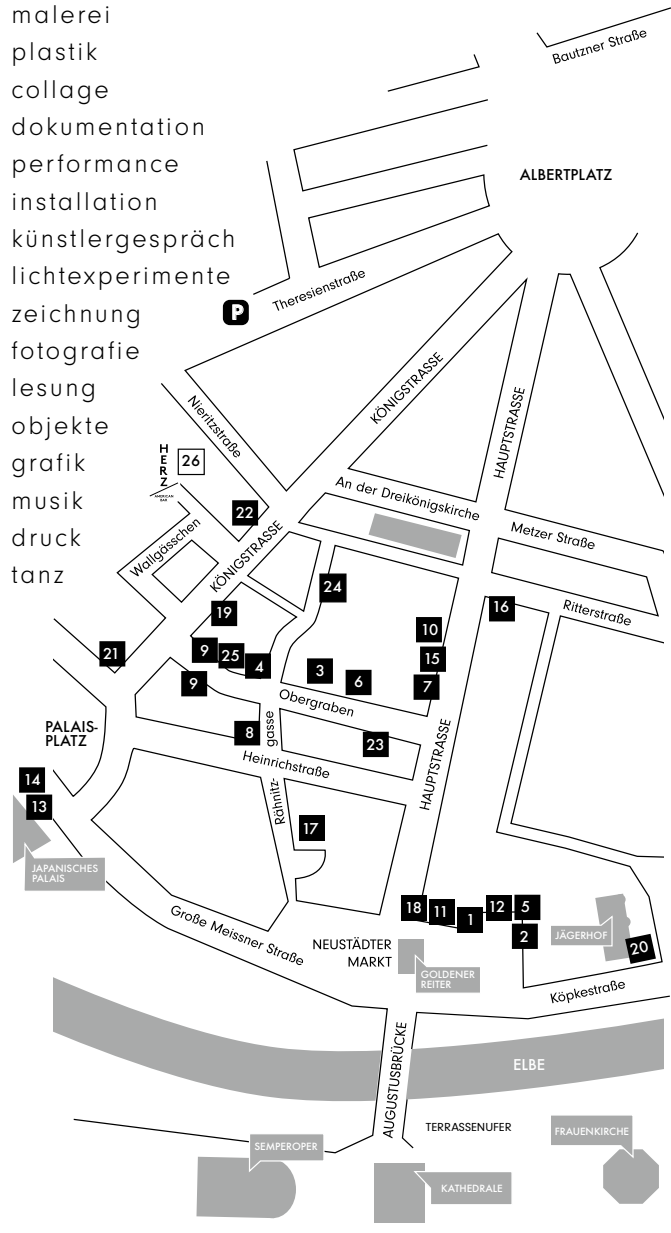 malerei
plastik
collage
dokumentation
performance
installation
künstlergespräch
lichtexperimente
zeichnung
fotografie
lesung
objekte
grafik
musik
druck
tanz
Bautzner Straße
ALBERTPLATZ
Theresienstraße
P
KÖNIGSTRASSE
HAUPTSTRASSE
Nieritzstraße
HERZ
AMERICAN
BAR
26
22
An der Dreikönigskirche
Metzer Straße
Wallgässchen
KÖNIGSTRASSE
24
19
16
Ritterstraße
10
21
9
25
4
15
3
6
7
9
Obergraben
PALAIS-
PLATZ
8
gasse
23
HAUPTSTRASSE
Heinrichstraße
14
13
Rähnitz-
17
JAPANISCHES
PALAIS
18
11
1
12
5
2
Große Meissner Straße
NEUSTÄDTER
MARKT
JÄGERHOF
20
GOLDENER
REITER
Köpkestraße
AUGUSTUSBRÜCKE
ELBE
TERRASSENUFER
FRAUENKIRCHE
SEMPEROPER
KATHEDRALE